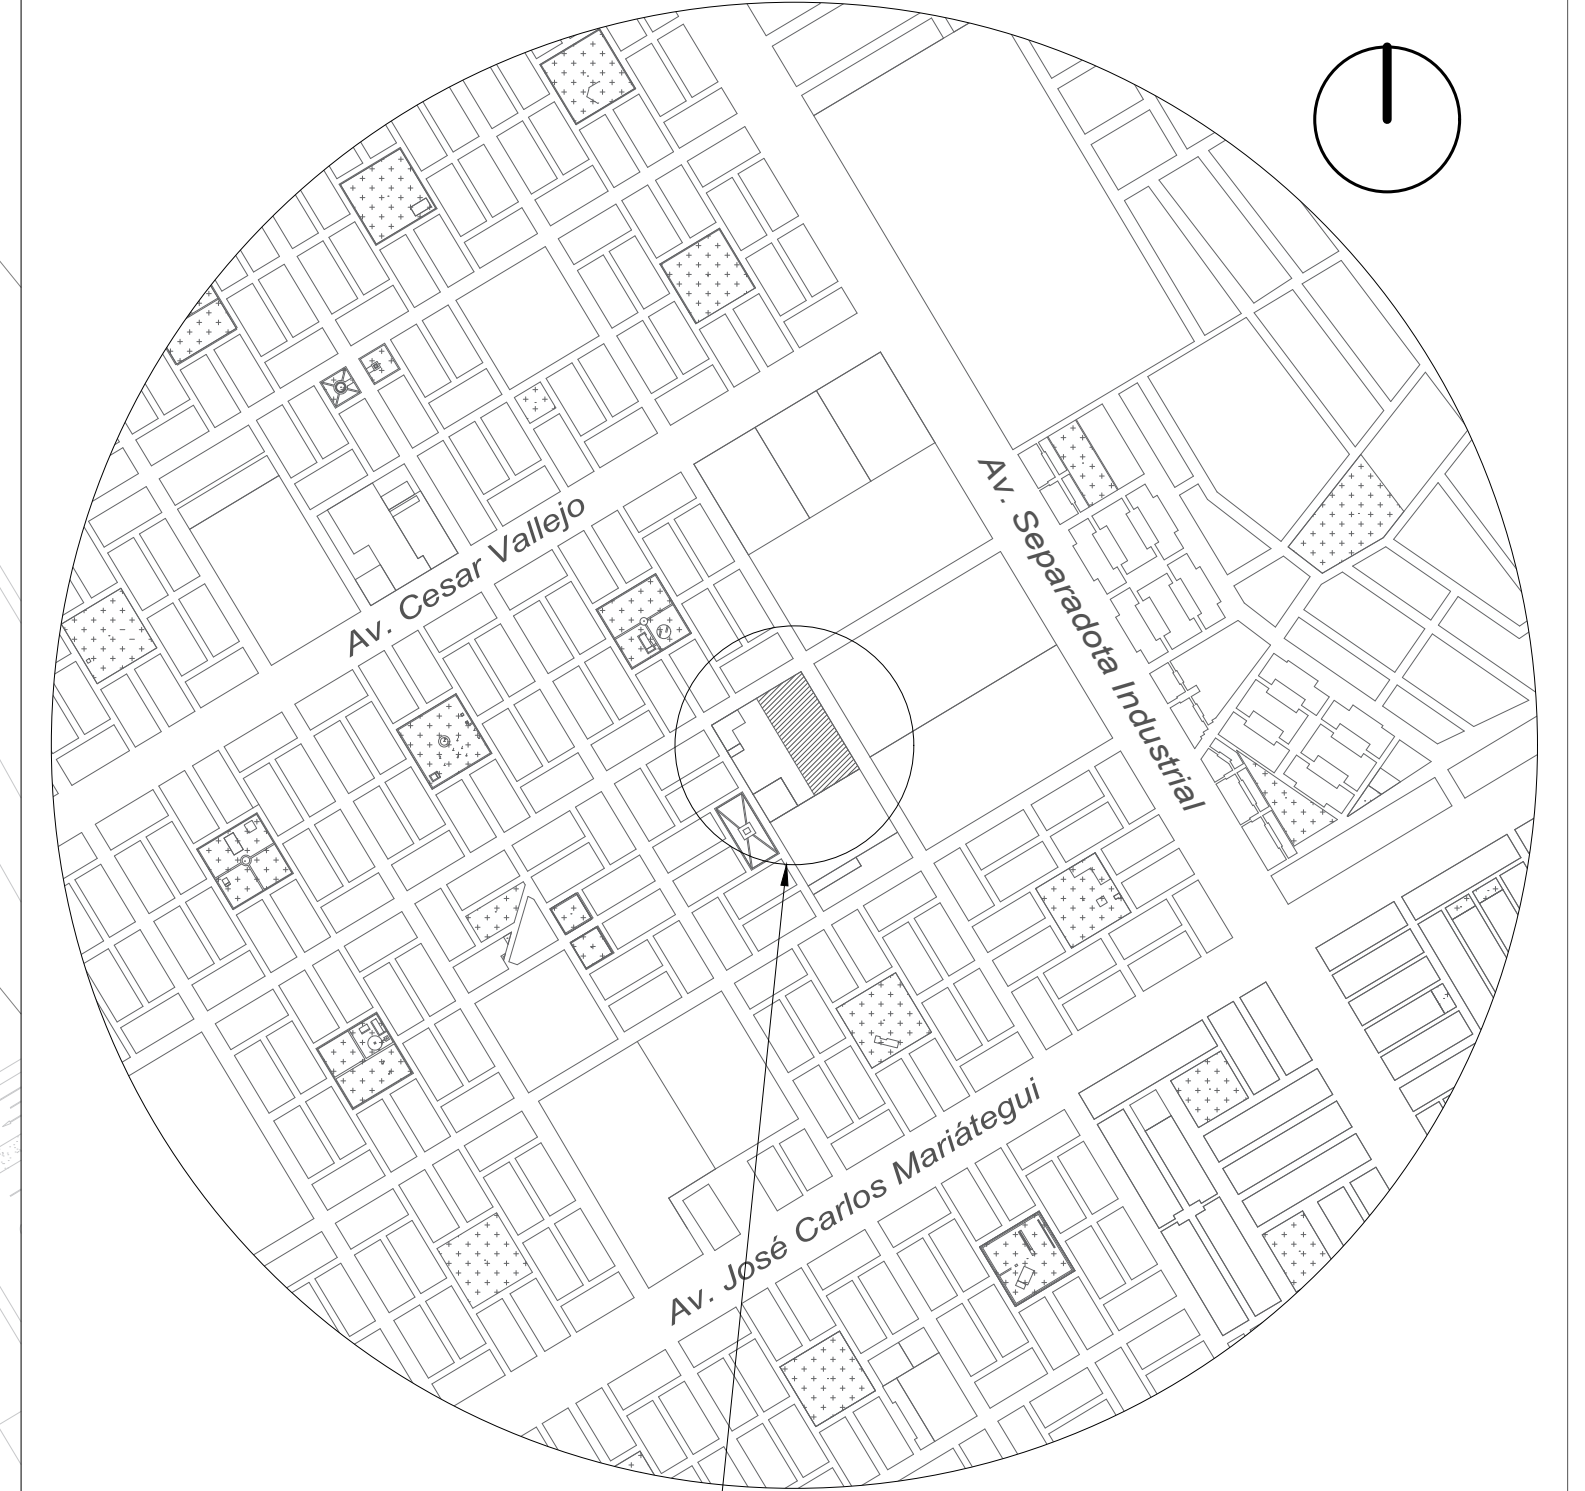 Av. Cesar Vallejo
Av. Separadota Industrial
Av. José Carlos Mariátegui